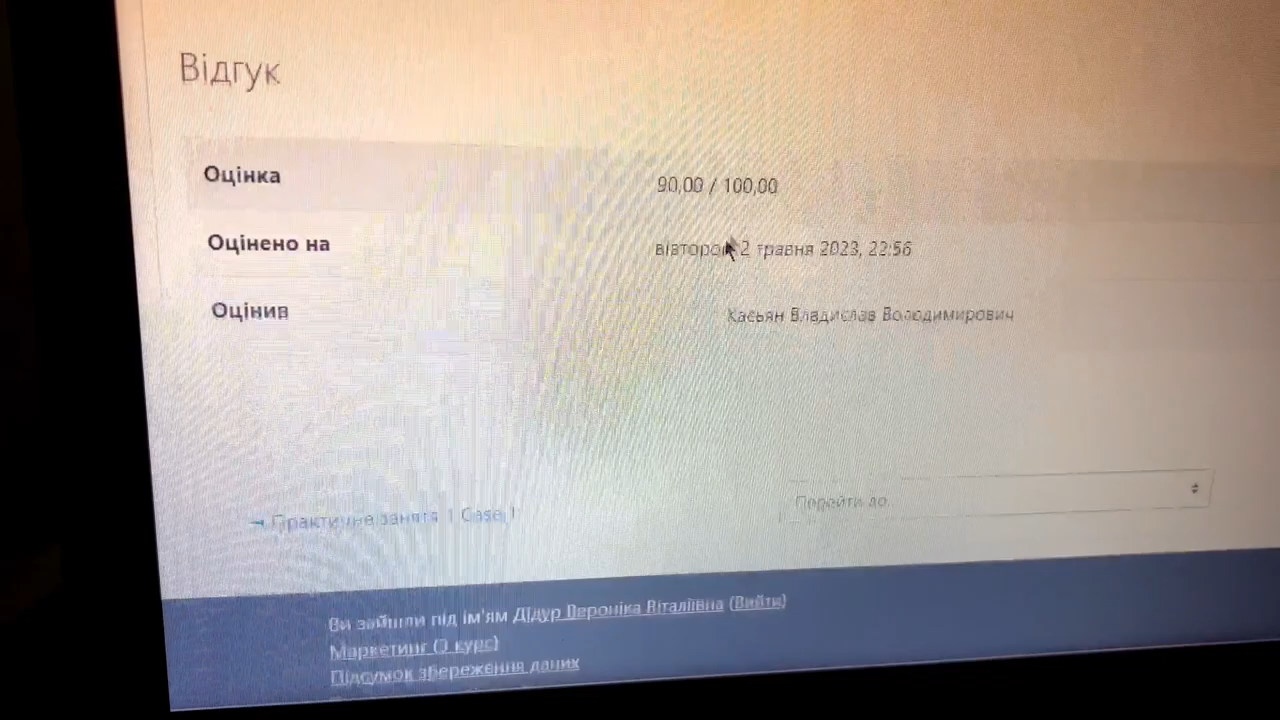 Відгук
Оцінка
90,00 / 100,00
Оцінено на
вівторок 2 травня 2023, 22:56
Оцінив
Касьян Владислав Володимирович
Перейти до
Практичне заняття 1 Case 1
Ви зайшли під ім'ям Дідур Вероніка Віталіївна (Вийти)
Маркетинг (3 курс)
Підсумок збереження даних